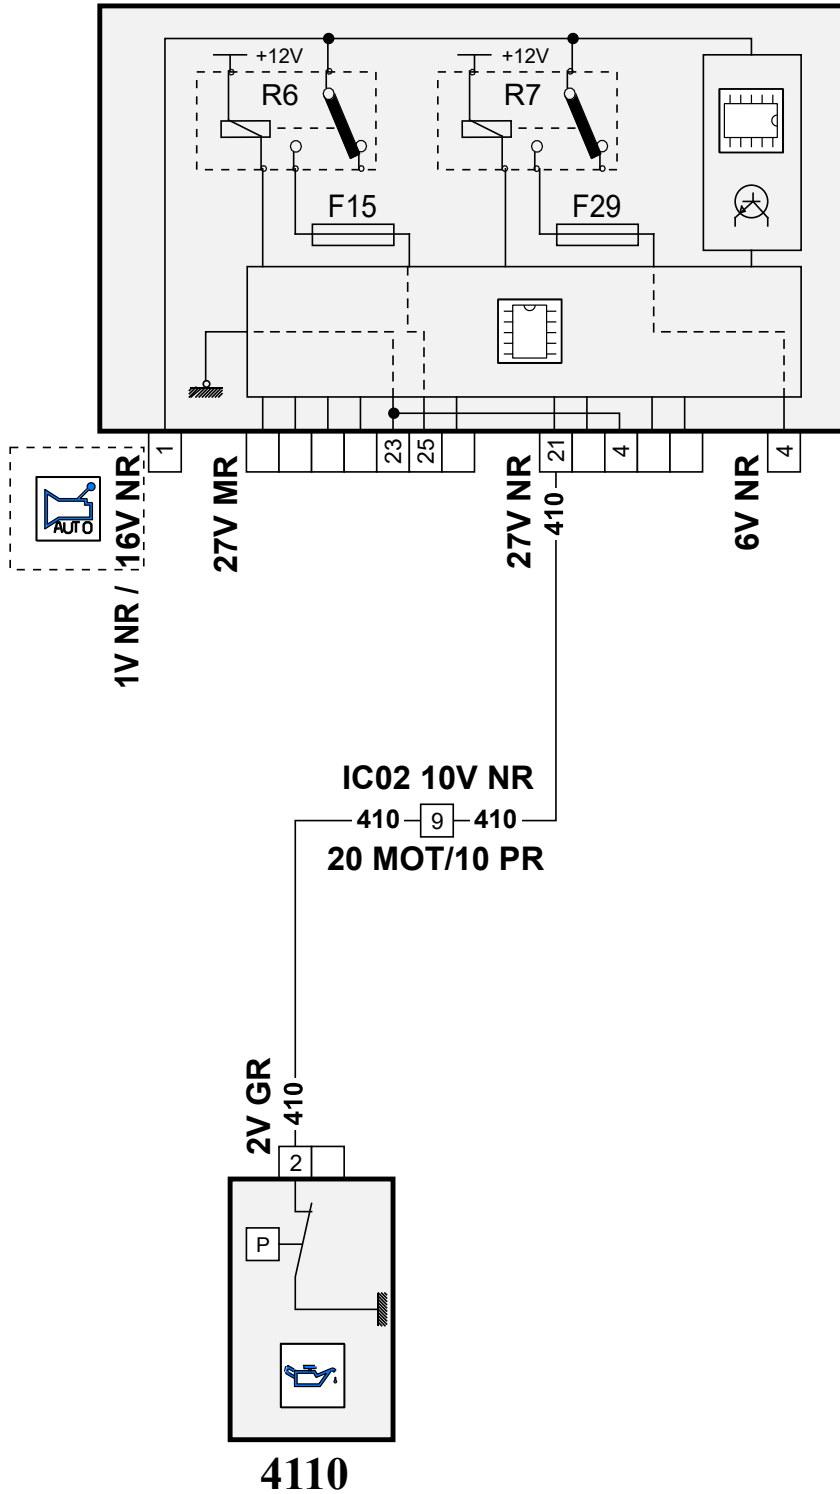 +12V
+12V
R6
R7
F15
F29
1
23
25
21
4
4
AUTO
1V NR / 16V NR
27V MR
27V NR
410
6V NR
IC02 10V NR
410
9
410
20 MOT/10 PR
2V GR
410
2
P
4110